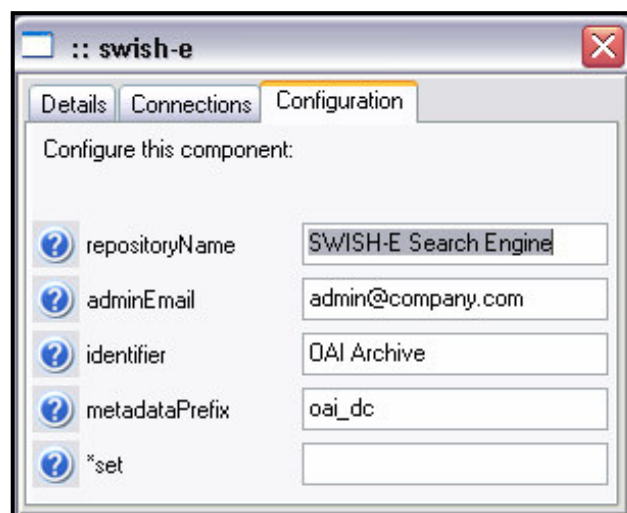 :: swish-e
Details Connections Configuration
Configure this component:
? repositoryName SWISH-E Search Engine
? adminEmail admin@company.com
? identifier OAI Archive
? metadataPrefix oai_dc
? *set